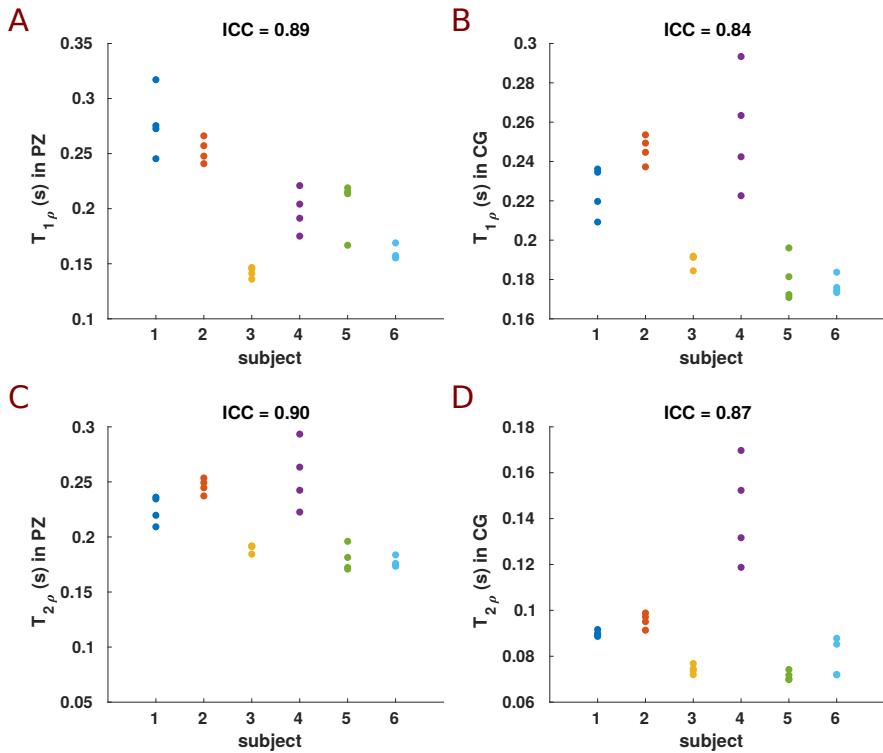 A
ICC = 0.89
0.35
0.3
0.25
0.2
0.15
0.1
T1ρ (s) in PZ
1 2 3 4 5 6
subject
B
ICC = 0.84
0.3
0.28
0.26
0.24
0.22
0.2
0.18
0.16
T1ρ (s) in CG
1 2 3 4 5 6
subject
C
ICC = 0.90
0.3
0.25
0.2
0.15
0.1
0.05
T2ρ (s) in PZ
1 2 3 4 5 6
subject
D
ICC = 0.87
0.18
0.16
0.14
0.12
0.1
0.08
0.06
T2ρ (s) in CG
1 2 3 4 5 6
subject